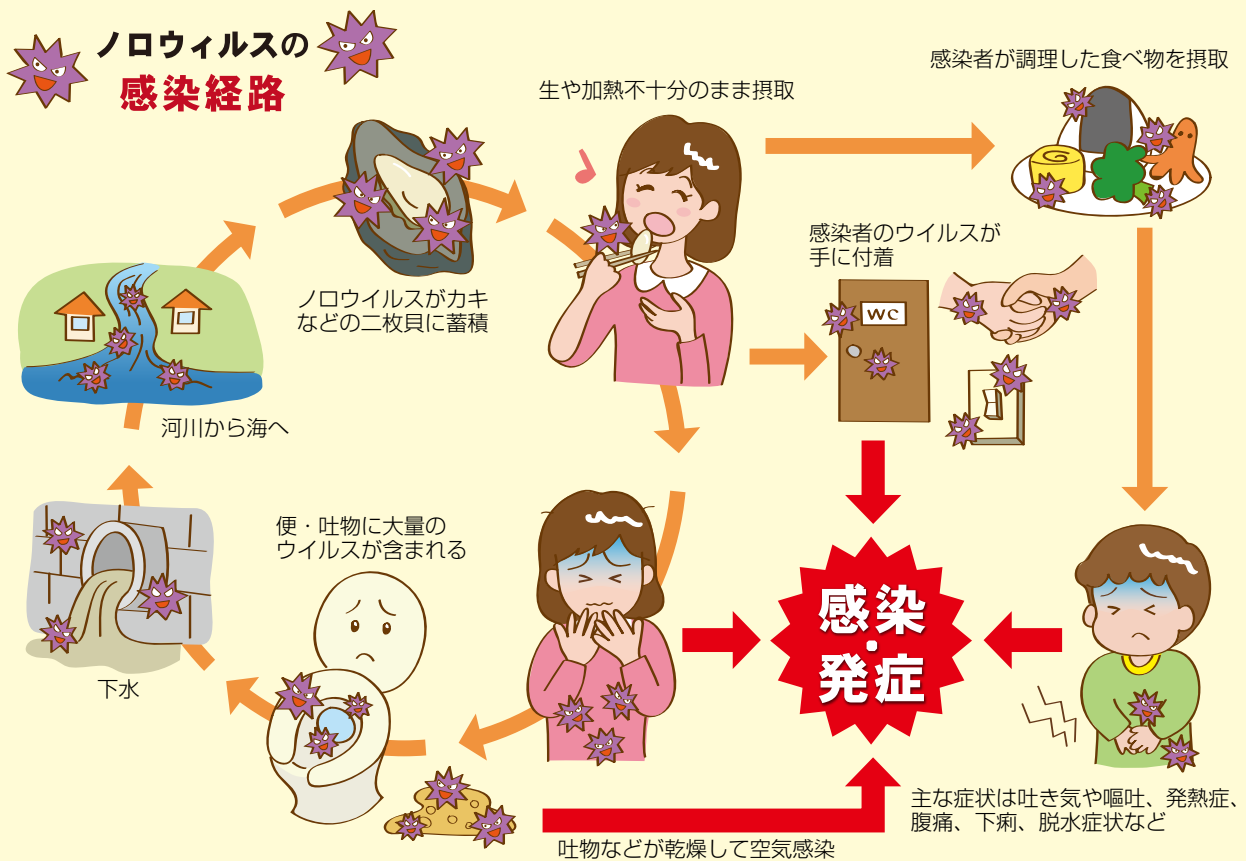 ノロウィルスの
感染経路
生や加熱不十分のまま摂取
感染者が調理した食べ物を摂取
ノロウイルスがカキ
などの二枚貝に蓄積
感染者のウイルスが
手に付着
WC
河川から海へ
便・吐物に大量の
ウイルスが含まれる
下水
感染
・
発症
主な症状は吐き気や嘔吐、発熱症、
腹痛、下痢、脱水症状など
吐物などが乾燥して空気感染